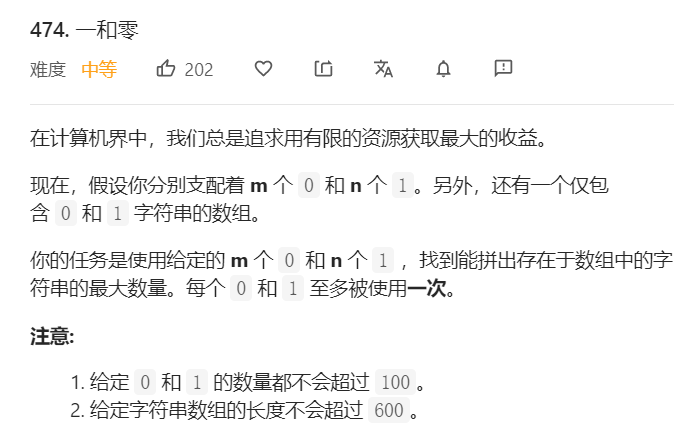 474. 一和零
难度 中等 202
在计算机界中，我们总是追求用有限的资源获取最大的收益。
现在，假设你分别支配着 m 个 0 和 n 个 1。另外，还有一个仅包
含 0 和 1 字符串的数组。
你的任务是使用给定的 m 个 0 和 n 个 1 ，找到能拼出存在于数组中的字
符串的最大数量。每个 0 和 1 至多被使用一次。
注意:
1. 给定 0 和 1 的数量都不会超过 100。
2. 给定字符串数组的长度不会超过 600。